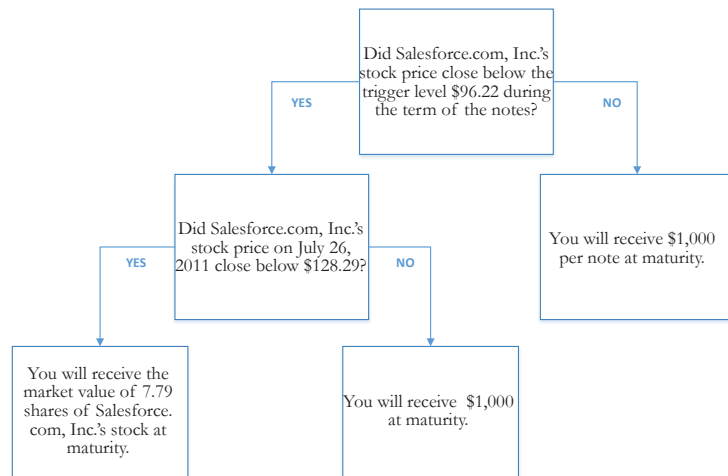 Did Salesforce.com, Inc.'s
stock price close below the
trigger level $96.22 during
the term of the notes?
YES
NO
Did Salesforce.com, Inc.'s
stock price on July 26,
2011 close below $128.29?
You will receive $1,000
per note at maturity.
YES
NO
You will receive the
market value of 7.79
shares of Salesforce.
com, Inc.'s stock at
maturity.
You will receive $1,000
at maturity.